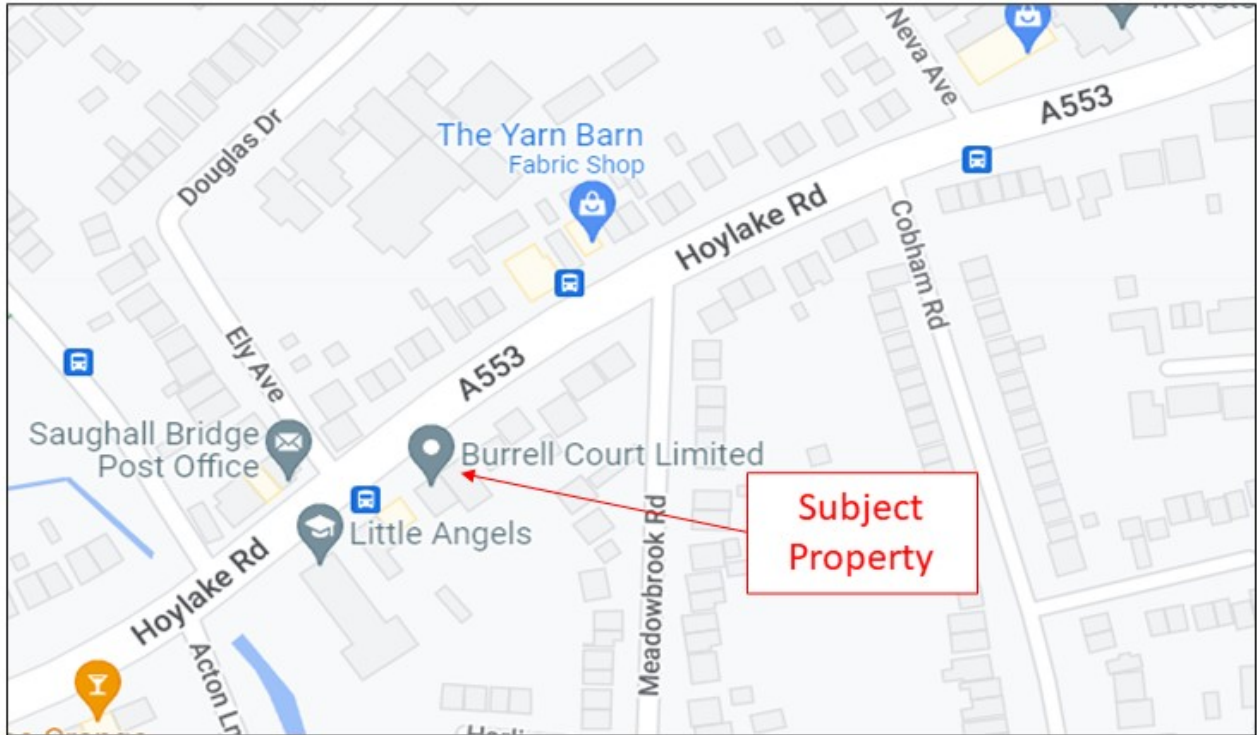 Neva Ave
A553
Douglas Dr
The Yarn Barn
Fabric Shop
Hoylake Rd
Cobham Rd
Ely Ave
A553
Saughall Bridge
Post Office
Burrell Court Limited
Subject
Property
Little Angels
Meadowbrook Rd
Hoylake Rd
Acton Ln